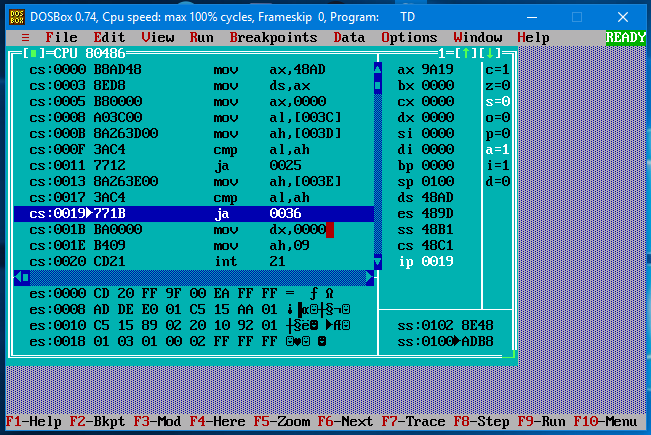 DOSBox 0.74, Cpu speed: max 100% cycles, Frameskip 0, Program: TD
≡ File Edit View Run Breakpoints Data Options Window Help READY
[■]=CPU 80486 1=[↑][↓]
cs:0000 B8AD48 mov ax,48AD ax 9A19 c=1
cs:0003 8ED8 mov ds,ax bx 0000 z=0
cs:0005 B80000 mov ax,0000 cx 0000 s=0
cs:0008 A03C00 mov al,[003C] dx 0000 o=0
cs:000B 8A263D00 mov ah,[003D] si 0000 p=0
cs:000F 3AC4 cmp al,ah di 0000 a=1
cs:0011 7712 ja 0025 bp 0000 i=1
cs:0013 8A263E00 mov ah,[003E] sp 0100 d=0
cs:0017 3AC4 cmp al,ah ds 48AD
cs:0019►771B ja 0036 es 489D
cs:001B BA0000 mov dx,0000 ss 48B1
cs:001E B409 mov ah,09 cs 48C1
cs:0020 CD21 int 21 ip 0019
es:0000 CD 20 FF 9F 00 EA FF FF = ƒ Ω
es:0008 AD DE E0 01 C5 15 AA 01
es:0010 C5 15 89 02 20 10 92 01
es:0018 01 03 01 00 02 FF FF FF
ss:0102 8E48
ss:0100►ADB8
F1-Help F2-Bkpt F3-Mod F4-Here F5-Zoom F6-Next F7-Trace F8-Step F9-Run F10-Menu